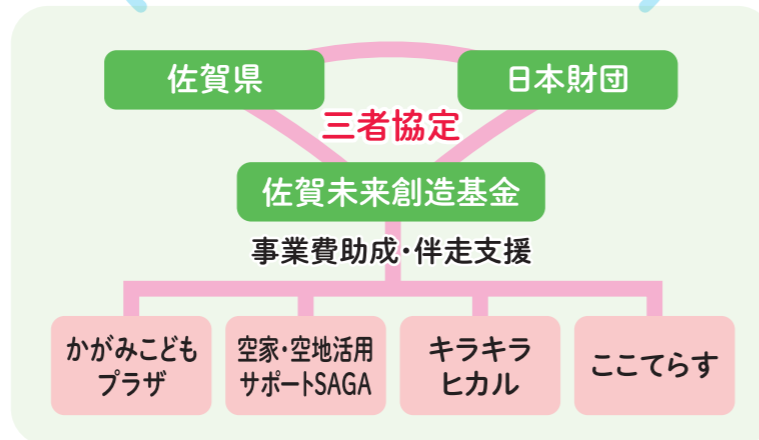 佐賀県
日本財団
三者協定
佐賀未来創造基金
事業費助成・伴走支援
かがみこども
プラザ
空家・空地活用
サポートSAGA
キラキラ
ヒカル
ここてらす